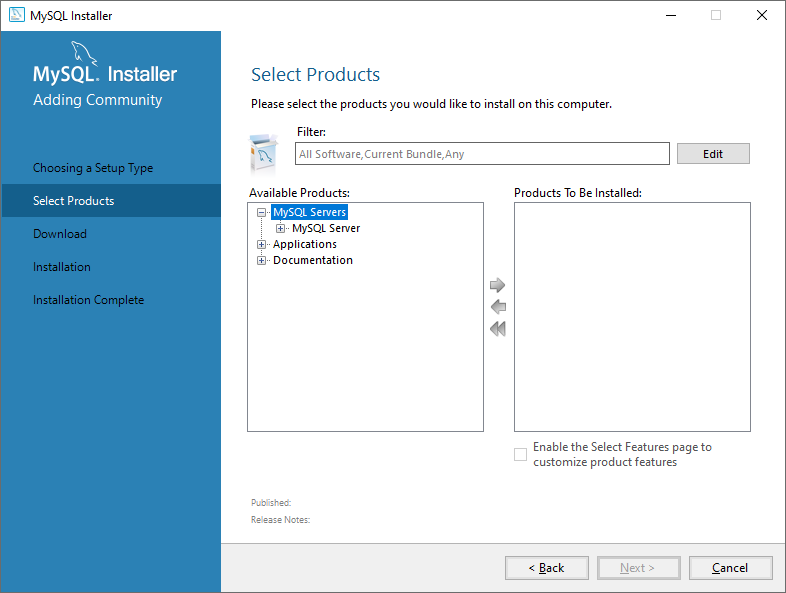 MySQL Installer
MySQL. Installer
Adding Community
Choosing a Setup Type
Select Products
Download
Installation
Installation Complete
Select Products
Please select the products you would like to install on this computer.
Filter:
All Software,Current Bundle,Any
Edit
Available Products:
MySQL Servers
MySQL Server
Applications
Documentation
Products To Be Installed:
Enable the Select Features page to
customize product features
Published:
Release Notes:
< Back
Next >
Cancel